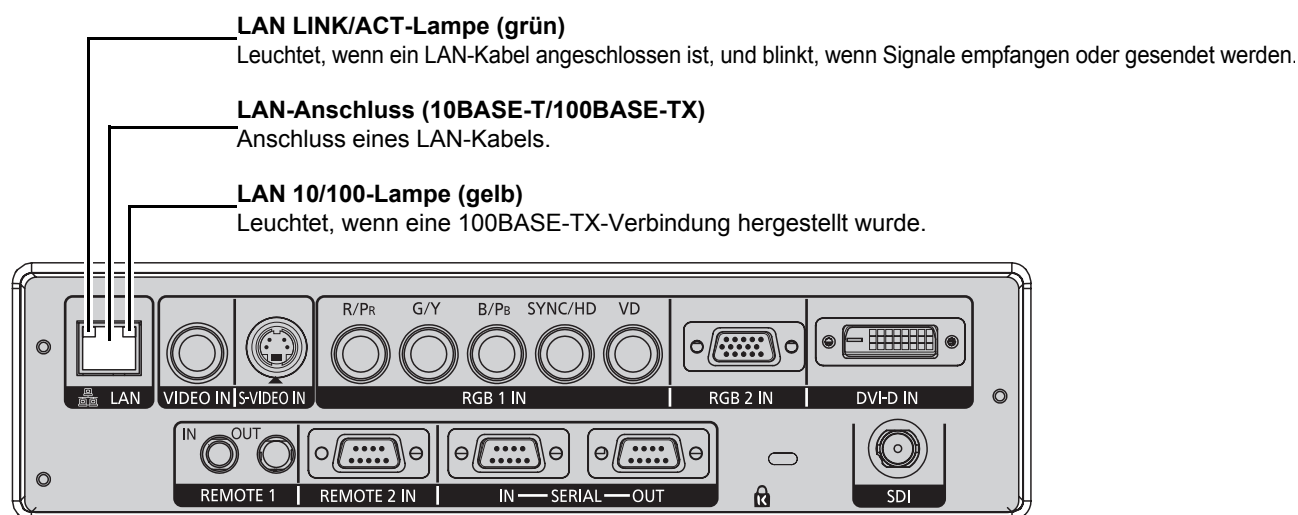 LAN LINK/ACT-Lampe (grün)
Leuchtet, wenn ein LAN-Kabel angeschlossen ist, und blinkt, wenn Signale empfangen oder gesendet werden.
LAN-Anschluss (10BASE-T/100BASE-TX)
Anschluss eines LAN-Kabels.
LAN 10/100-Lampe (gelb)
Leuchtet, wenn eine 100BASE-TX-Verbindung hergestellt wurde.
R/PR G/Y B/PB SYNC/HD VD
LAN VIDEO IN S-VIDEO IN RGB 1 IN RGB 2 IN DVI-D IN
IN OUT
REMOTE 1 REMOTE 2 IN IN SERIAL OUT K SDI